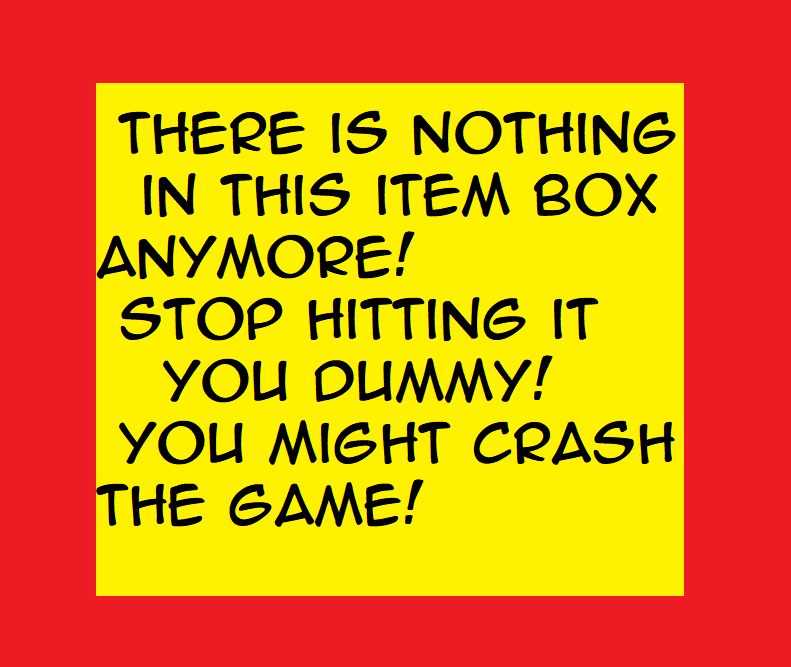 THERE IS NOTHING
IN THIS ITEM BOX
ANYMORE!
STOP HITTING IT
YOU DUMMY!
YOU MIGHT CRASH
THE GAME!